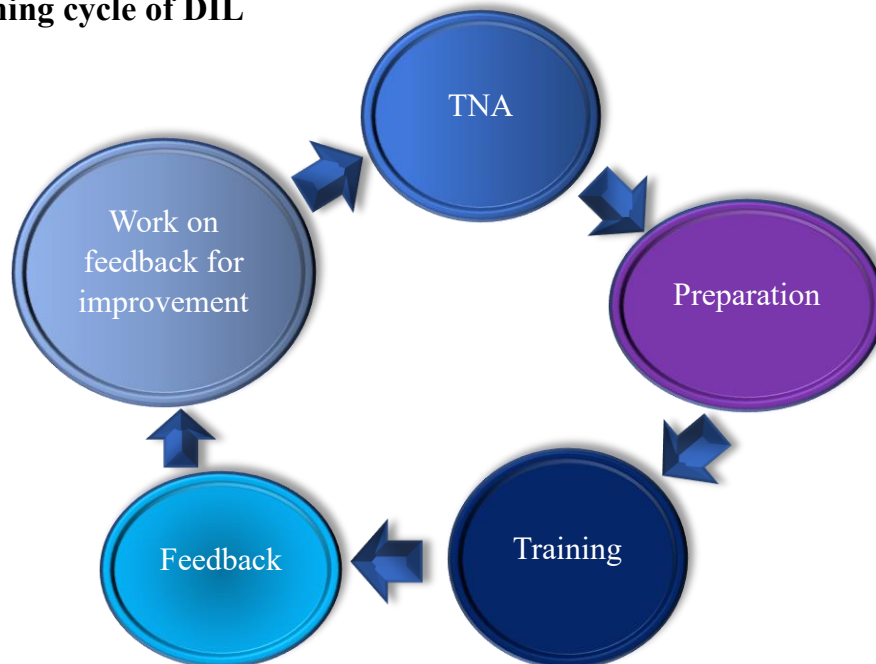 ning cycle of DIL
TNA
Preparation
Training
Feedback
Work on
feedback for
improvement